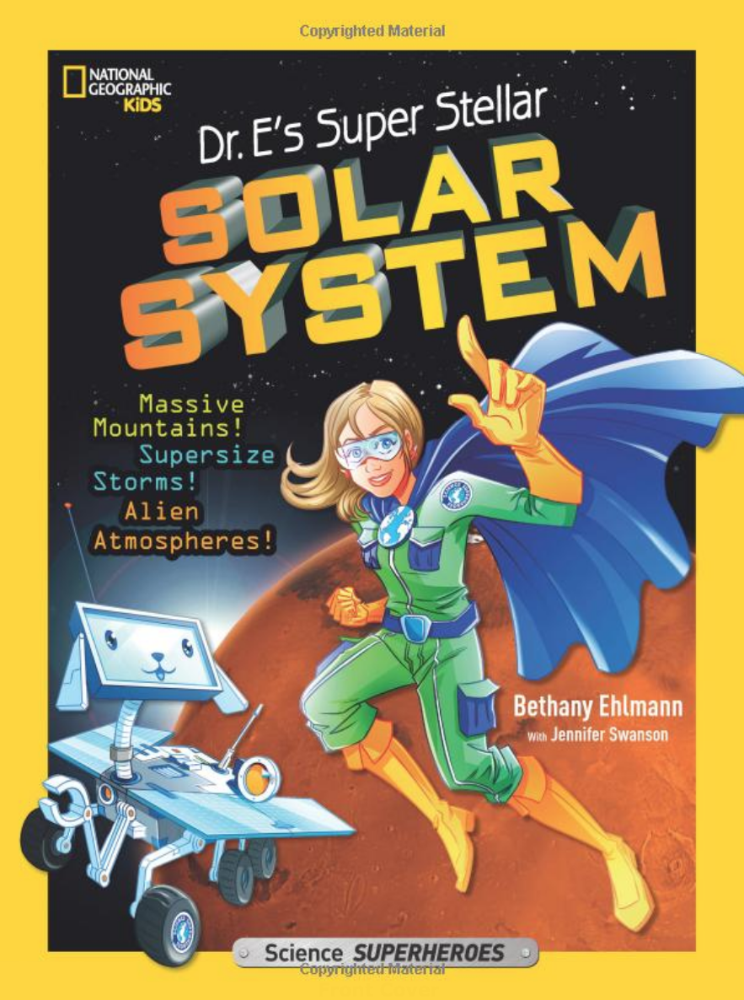 Copyrighted Material
NATIONAL
GEOGRAPHIC
KiDS
Dr. E's Super Stellar
SOLAR
SYSTEM
Massive
Mountains!
Supersize
Storms!
Alien
Atmospheres!
Bethany Ehlmann
With Jennifer Swanson
Science SUPERHEROES
Copyrighted Material